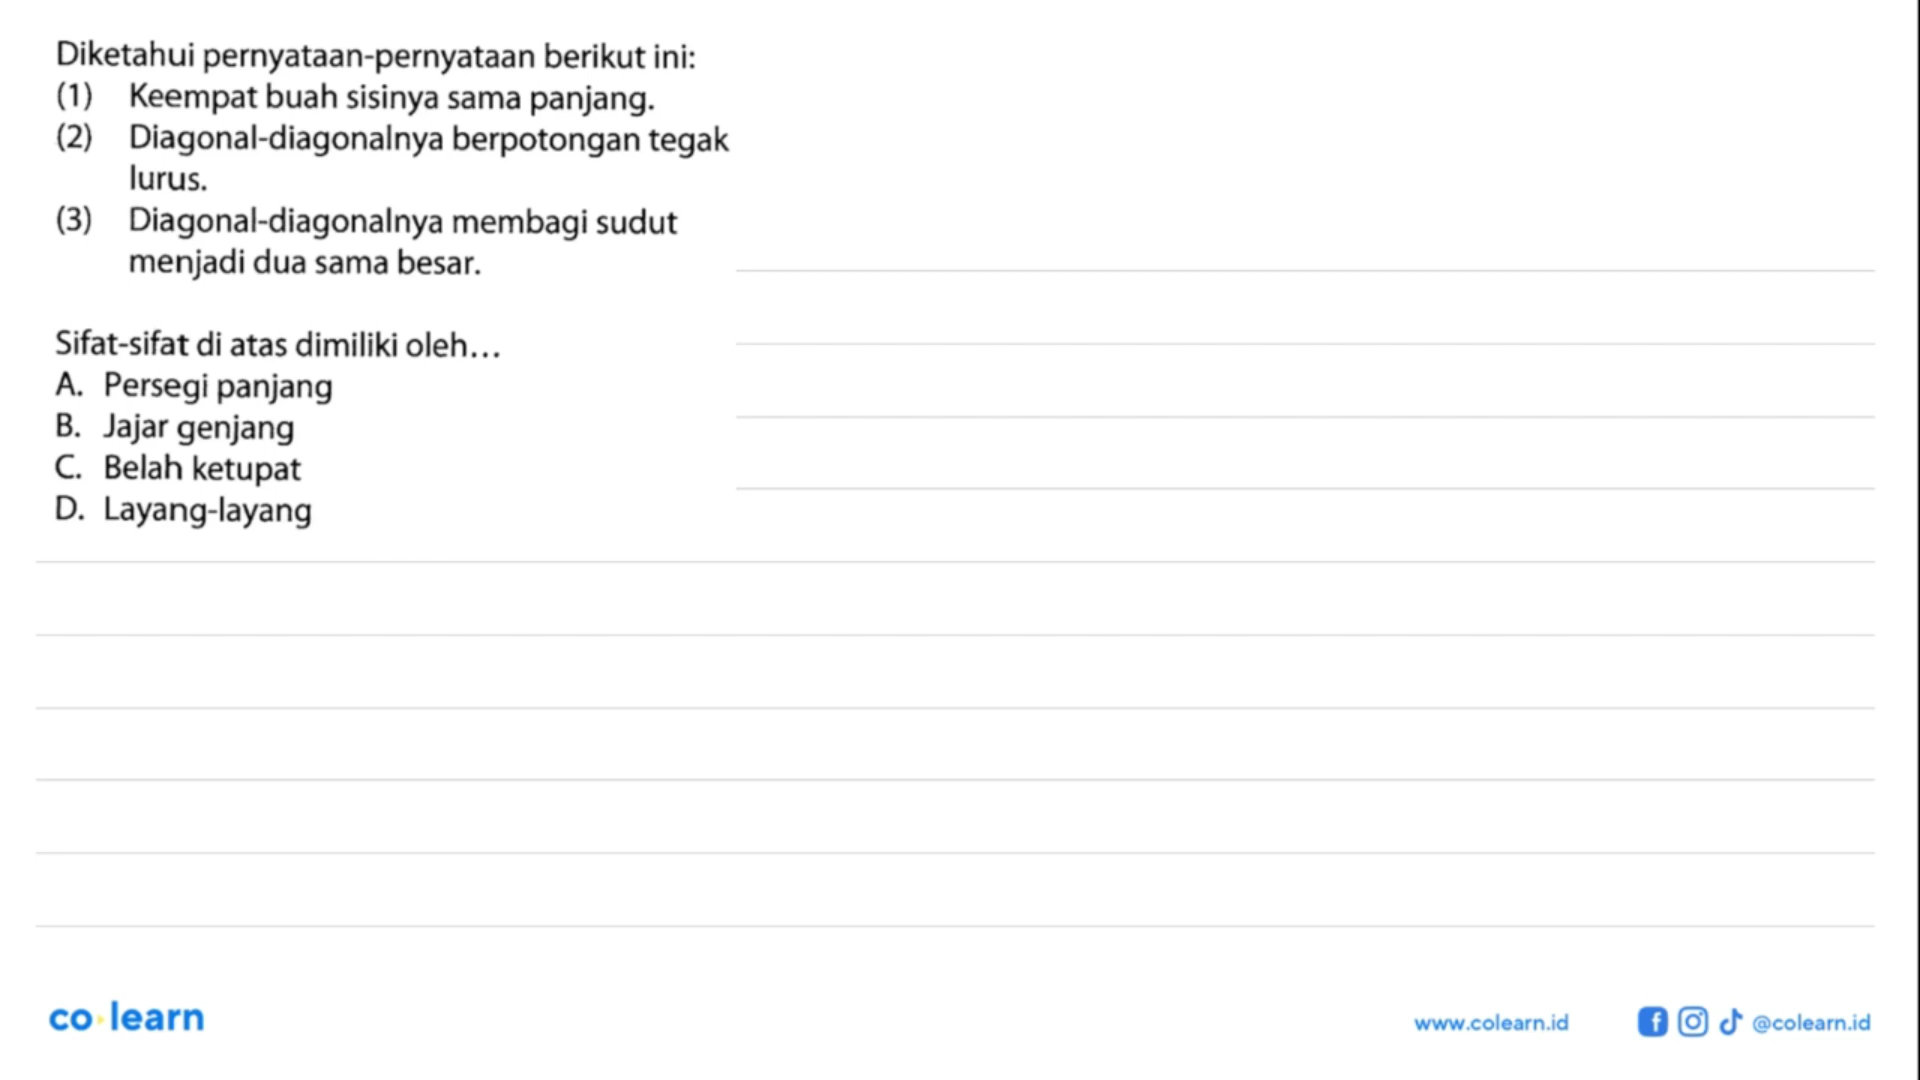 Diketahui pernyataan-pernyataan berikut ini:
(1) Keempat buah sisinya sama panjang.
(2) Diagonal-diagonalnya berpotongan tegak
lurus.
(3) Diagonal-diagonalnya membagi sudut
menjadi dua sama besar.
Sifat-sifat di atas dimiliki oleh...
A. Persegi panjang
B. Jajar genjang
C. Belah ketupat
D. Layang-layang
co learn
www.colearn.id @colearn.id